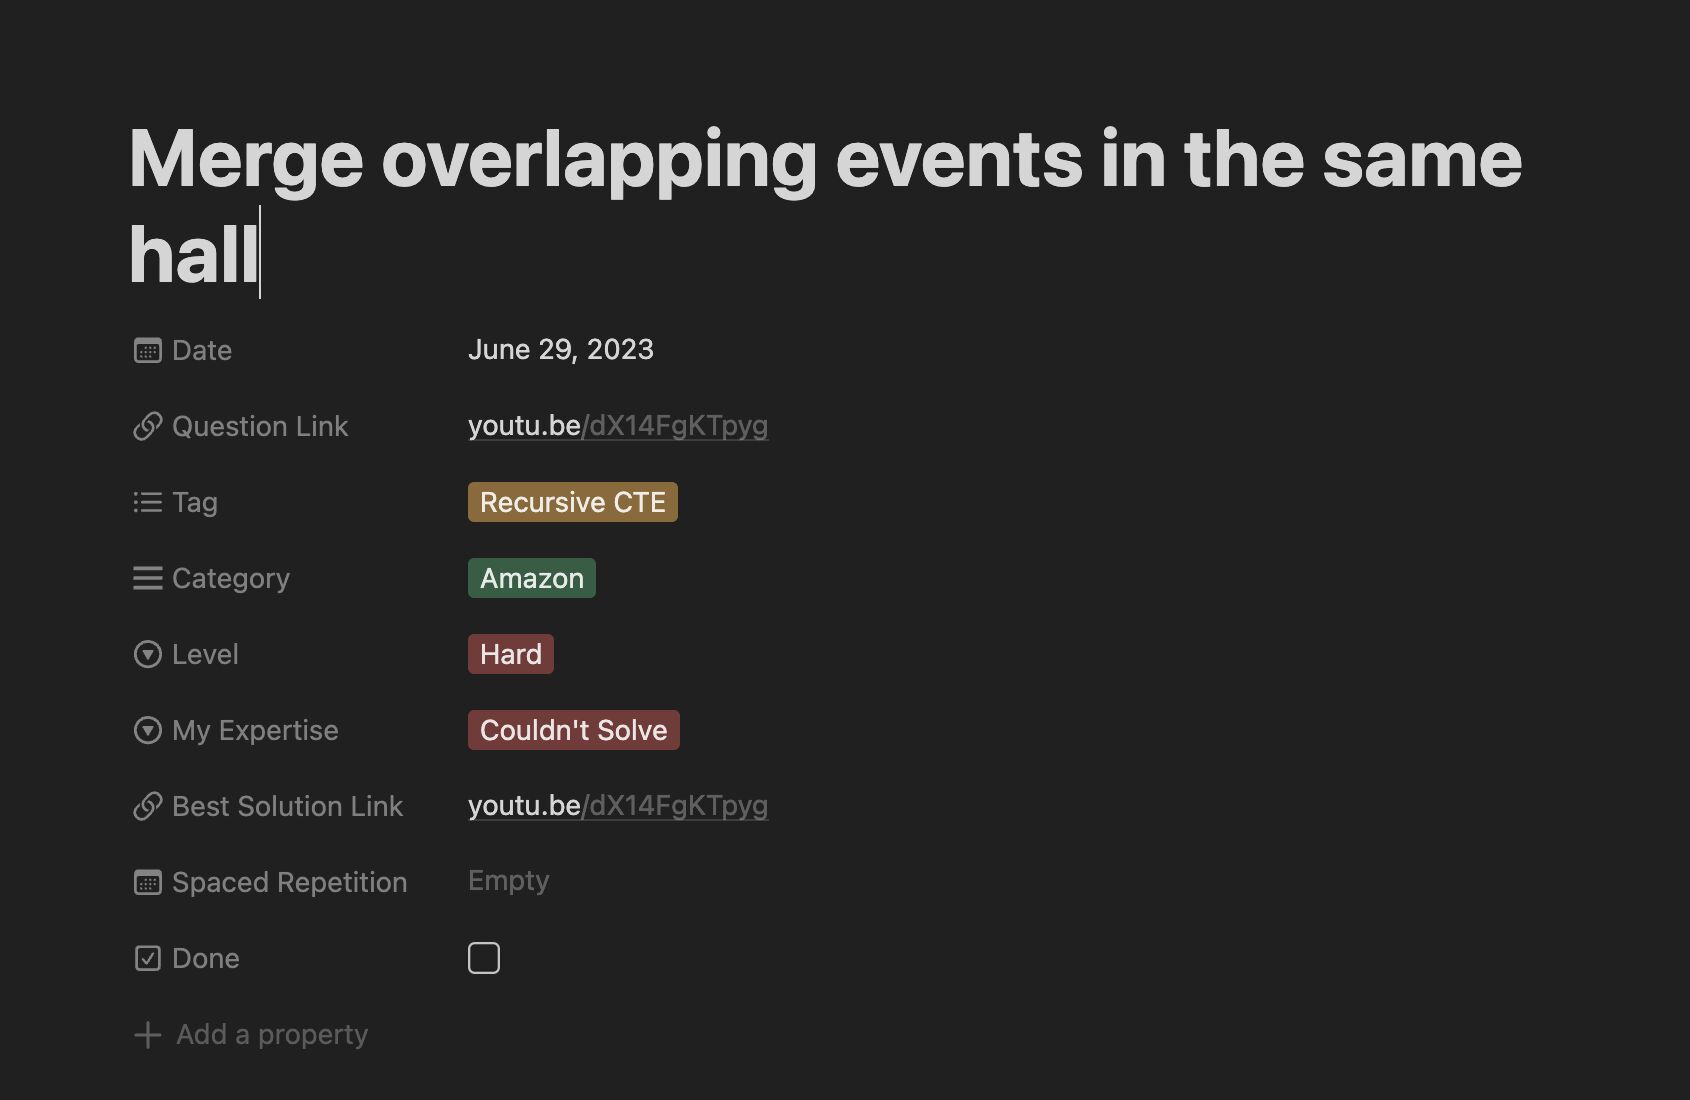 Merge overlapping events in the same
hall
Date June 29, 2023
Question Link youtu.be/dX14FgKTpyg
Tag Recursive CTE
Category Amazon
Level Hard
My Expertise Couldn't Solve
Best Solution Link youtu.be/dX14FgKTpyg
Spaced Repetition Empty
Done
Add a property